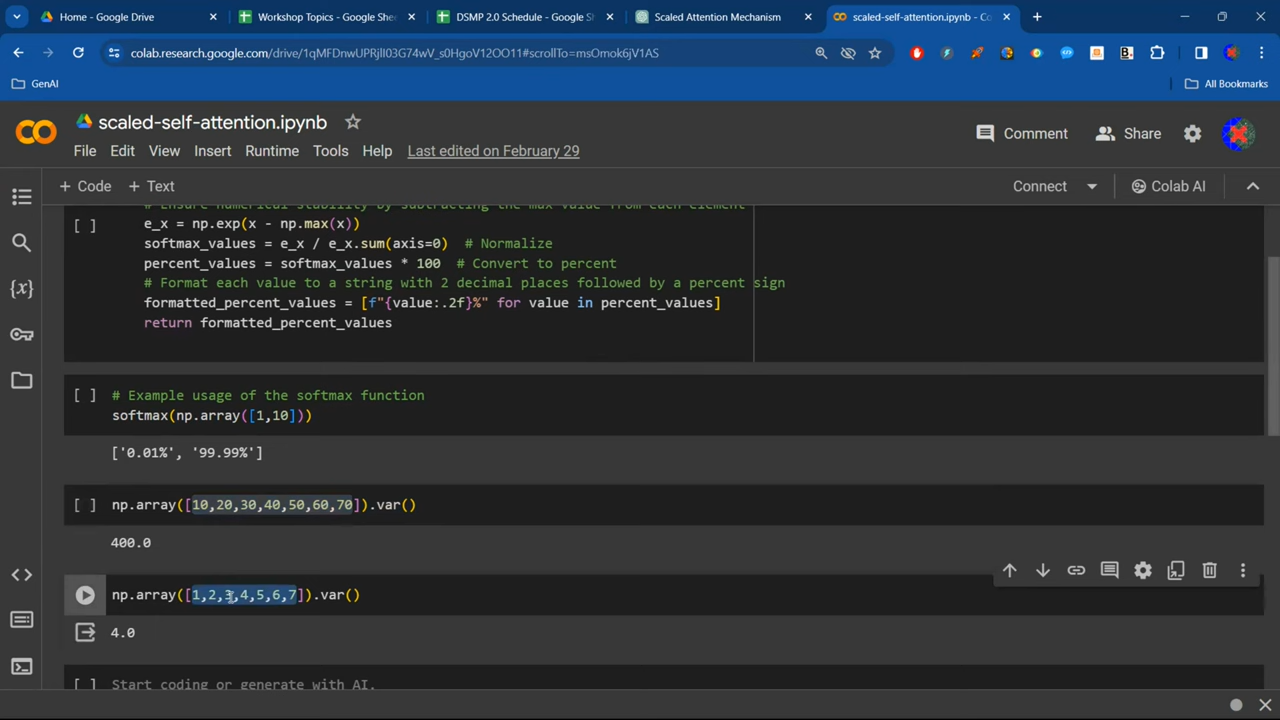 Home - Google Drive
Workshop Topics - Google She
DSMP 2.0 Schedule - Google S
Scaled Attention Mechanism
scaled-self-attention.ipynb - Co
colab.research.google.com/drive/1qMFDnwUPRjlI03G74wV_s0HgoV12OO11#scrollTo=msOmok6jV1AS
GenAI
All Bookmarks
scaled-self-attention.ipynb
Comment
Share
File Edit View Insert Runtime Tools Help Last edited on February 29
+ Code + Text
Connect
Colab AI
# Ensure numerical stability by subtracting the max value from each element
[ ] e_x = np.exp(x - np.max(x))
softmax_values = e_x / e_x.sum(axis=0)  # Normalize
percent_values = softmax_values * 100  # Convert to percent
# Format each value to a string with 2 decimal places followed by a percent sign
formatted_percent_values = [f"{value:.2f}%" for value in percent_values]
return formatted_percent_values
[ ] # Example usage of the softmax function
softmax(np.array([1,10]))
['0.01%', '99.99%']
[ ] np.array([10,20,30,40,50,60,70]).var()
400.0
np.array([1,2,3,4,5,6,7]).var()
4.0
[ ] Start coding or generate with AI.